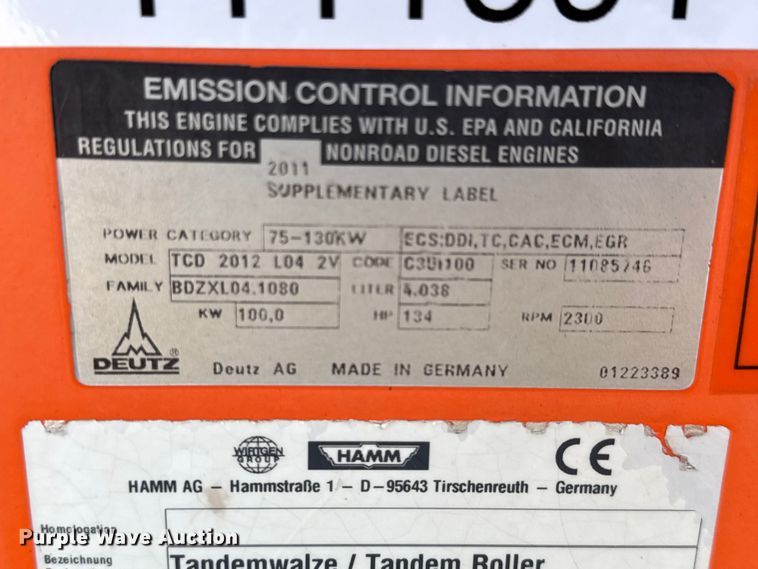 EMISSION CONTROL INFORMATION
THIS ENGINE COMPLIES WITH U.S. EPA AND CALIFORNIA
REGULATIONS FOR 2011 NONROAD DIESEL ENGINES
SUPPLEMENTARY LABEL
POWER CATEGORY 75-130KW ECS:DDI,TC,CAC,ECM,EGR
MODEL TCD 2012 L04 2V CODE SER NO 11085746
FAMILY BDZXL04.1080 LITER 4.038
KW 100,0 HP 134 RPM 2300
DEUTZ ® Deutz AG MADE IN GERMANY 01223389
WIRTGEN GROUP HAMM CE
HAMM AG – Hammstraße 1 – D–95643 Tirschenreuth – Germany
Homologation
Purple Wave Auction
Bezeichnung Tandemwalze / Tandem Roller